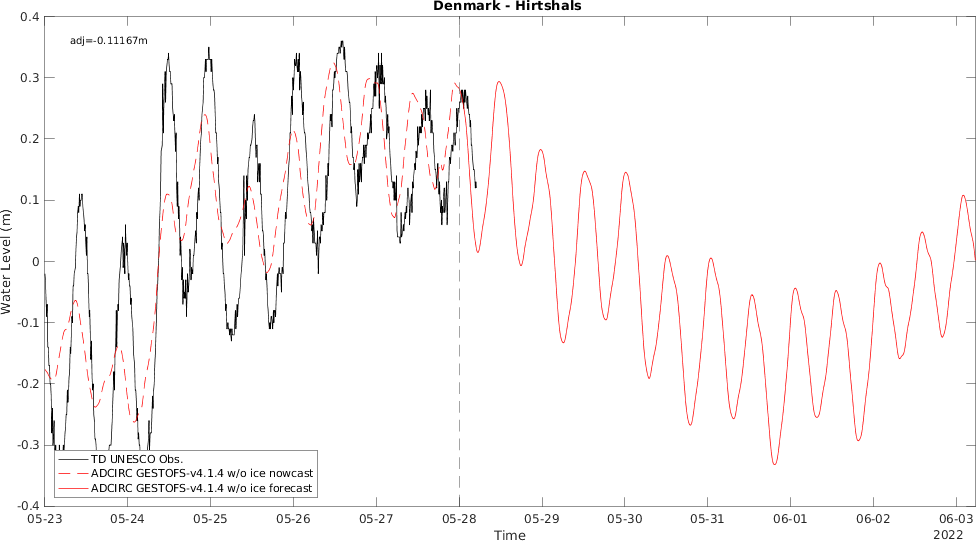 Denmark - Hirtshals
adj=-0.11167m
0.4
0.3
0.2
0.1
0
-0.1
-0.2
-0.3
-0.4
Water Level (m)
TD UNESCO Obs.
ADCIRC GESTOFS-v4.1.4 w/o ice nowcast
ADCIRC GESTOFS-v4.1.4 w/o ice forecast
05-23 05-24 05-25 05-26 05-27 05-28 05-29 05-30 05-31 06-01 06-02 06-03
2022
Time